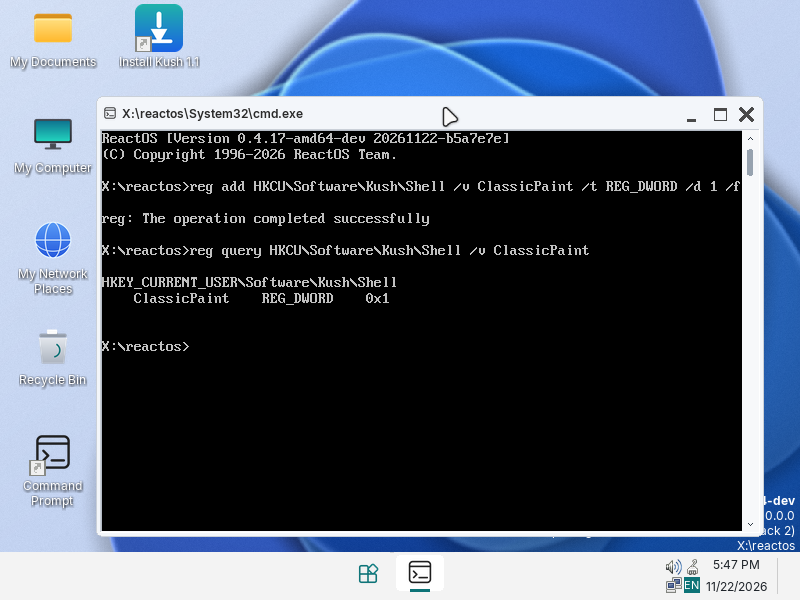 My Documents
Install Kush 1.1
My Computer
My Network
Places
Recycle Bin
Command
Prompt
X:\reactos\System32\cmd.exe
ReactOS [Version 0.4.17-amd64-dev 20261122-b5a7e7e]
(C) Copyright 1996-2026 ReactOS Team.
X:\reactos>reg add HKCU\Software\Kush\Shell /v ClassicPaint /t REG_DWORD /d 1 /f
reg: The operation completed successfully
X:\reactos>reg query HKCU\Software\Kush\Shell /v ClassicPaint
HKEY_CURRENT_USER\Software\Kush\Shell
ClassicPaint    REG_DWORD    0x1
X:\reactos>
4-dev
0.0.0
ack 2)
X:\reactos
EN
5:47 PM
11/22/2026